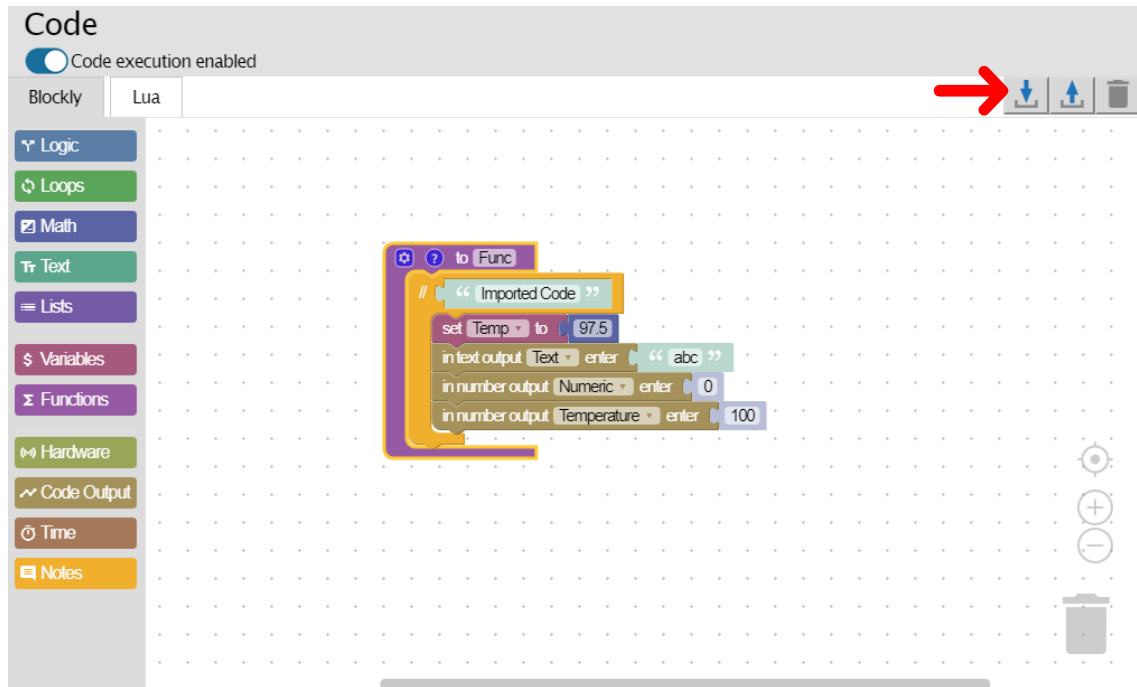 Code
Code execution enabled
Blockly
Lua
Logic
Loops
Math
Tr Text
Lists
$ Variables
Σ Functions
Hardware
Code Output
Time
Notes
? to Func
// “ Imported Code ”
set Temp to 97.5
in text output Text enter “ abc ”
in number output Numeric enter 0
in number output Temperature enter 100